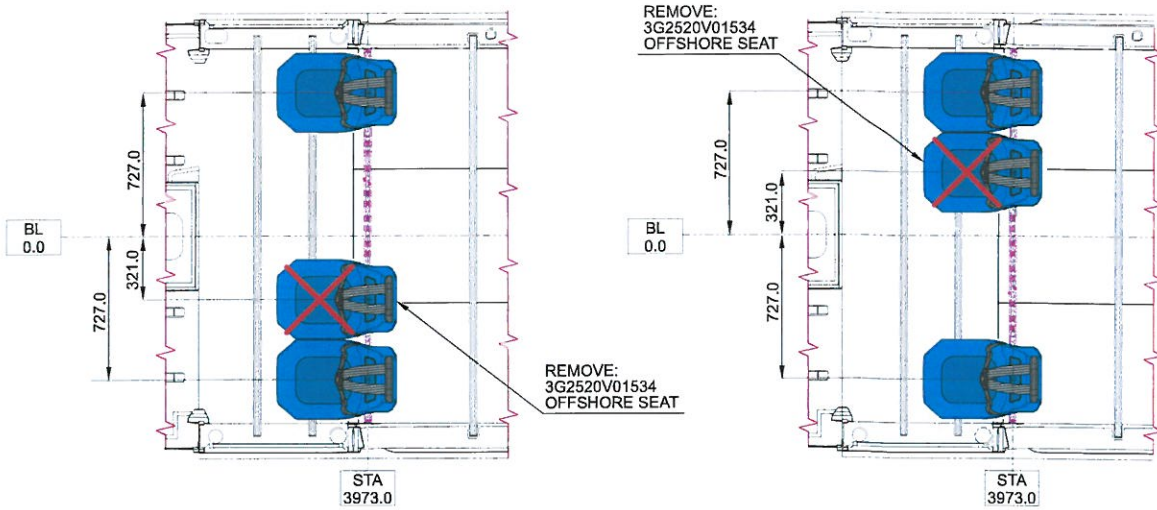 727.0
321.0
727.0
BL
0.0
REMOVE:
3G2520V01534
OFFSHORE SEAT
STA
3973.0
REMOVE:
3G2520V01534
OFFSHORE SEAT
727.0
321.0
727.0
BL
0.0
STA
3973.0